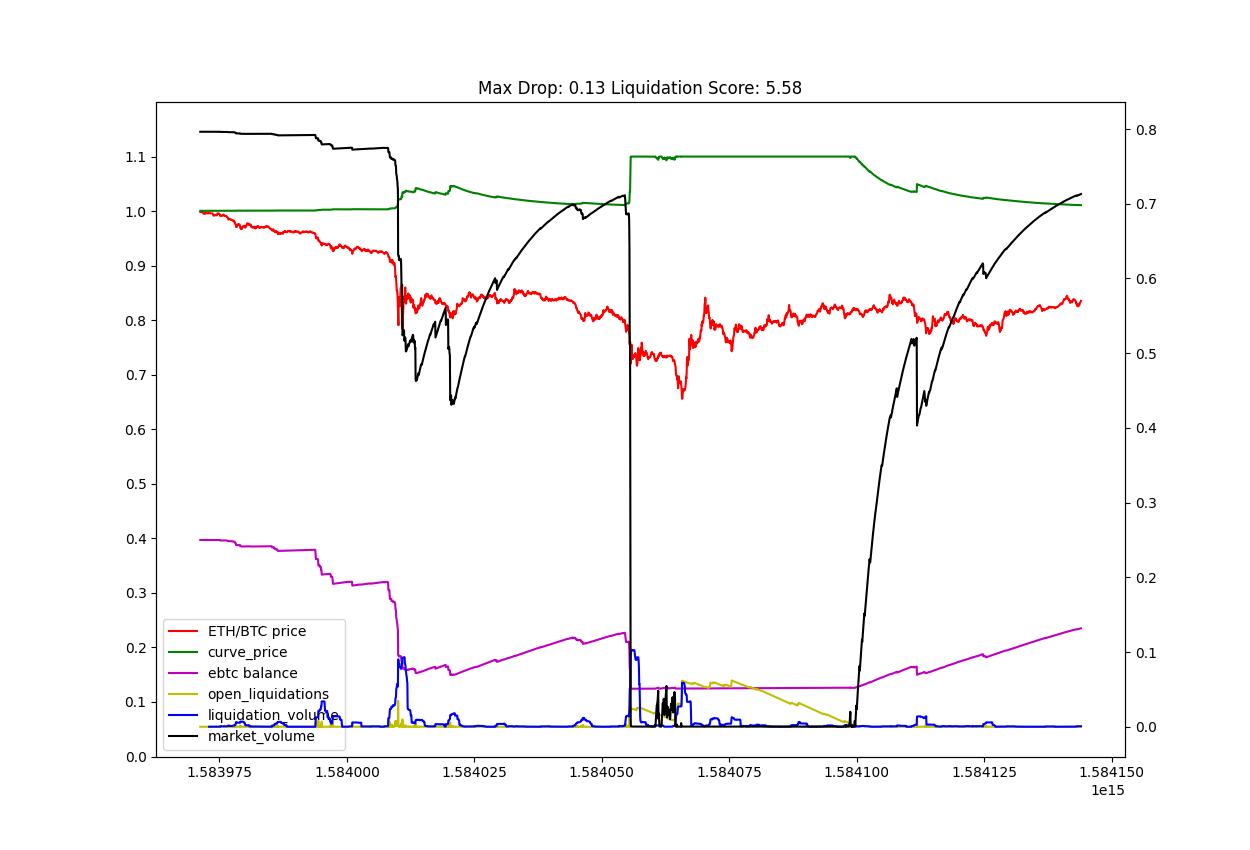 Max Drop: 0.13 Liquidation Score: 5.58
1.1
1.0
0.9
0.8
0.7
0.6
0.5
0.4
0.3
0.2
0.1
0.0
0.8
0.7
0.6
0.5
0.4
0.3
0.2
0.1
0.0
ETH/BTC price
curve_price
ebtc balance
open_liquidations
liquidation_volume
market_volume
1.583975 1.584000 1.584025 1.584050 1.584075 1.584100 1.584125 1.584150
1e15